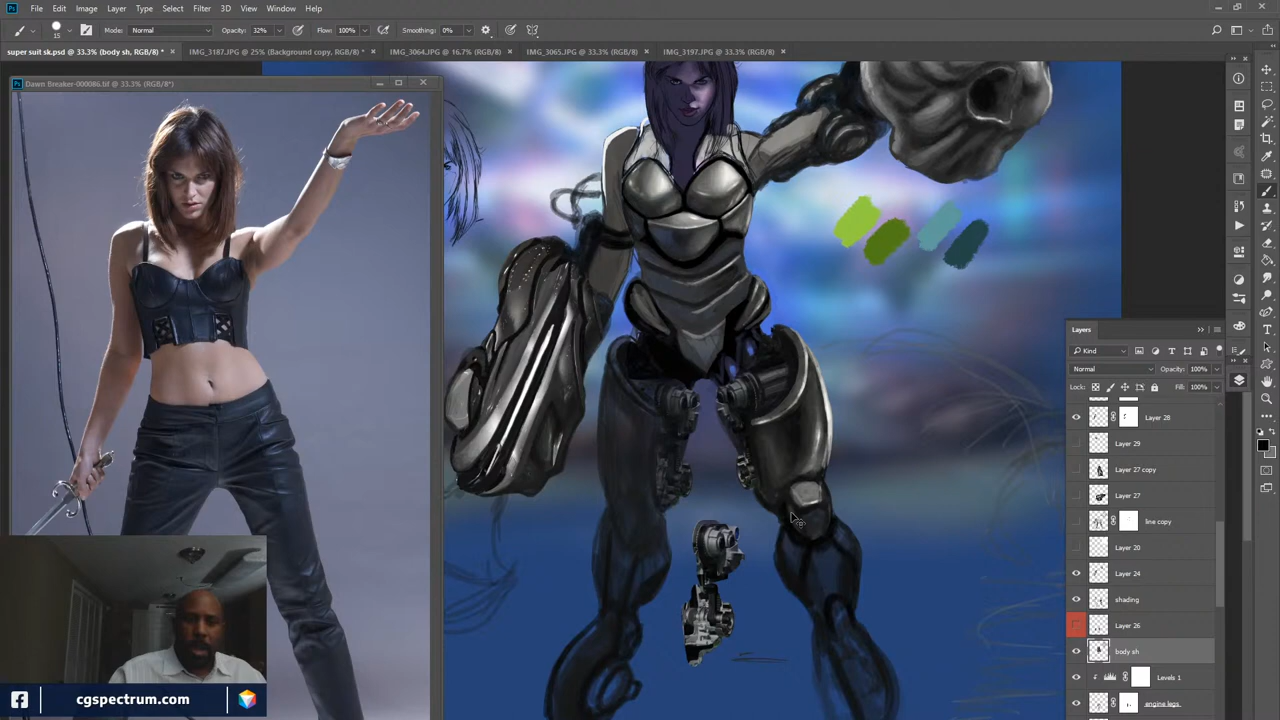 File Edit Image Layer Type Select Filter 3D View Window Help
15 Mode: Normal Opacity: 32% Flow: 100% Smoothing: 0%
super suit sk.psd @ 33.3% (body sh, RGB/8) * IMG_3187.JPG @ 25% (Background copy, RGB/8) * IMG_3064.JPG @ 16.7% (RGB/8) IMG_3065.JPG @ 33.3% (RGB/8) IMG_3197.JPG @ 33.3% (RGB/8)
Dawn Breaker-000086.tif @ 33.3% (RGB/8*)
Layers
Kind
Normal Opacity: 100%
Lock: Fill: 100%
Layer 28
Layer 29
Layer 27 copy
Layer 27
line copy
Layer 20
Layer 24
shading
Layer 26
body sh
Levels 1
engine legs
cgspectrum.com